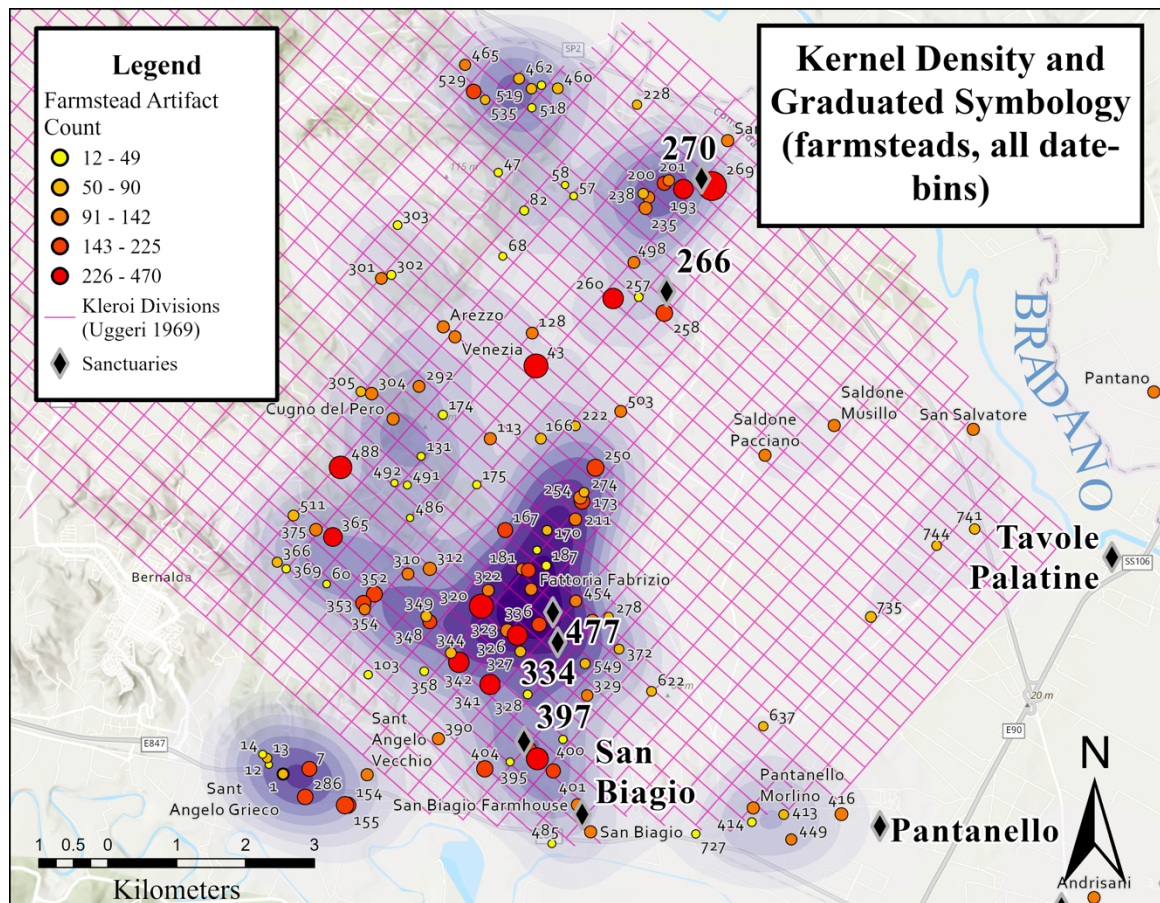 Legend
Farmstead Artifact
Count
12 - 49
50 - 90
91 - 142
143 - 225
226 - 470
Kleroi Divisions
(Uggeri 1969)
Sanctuaries
Kernel Density and
Graduated Symbology
(farmsteads, all date-
bins)
SP2
465
462
460
529
519
518
535
228
San
270
269
201
200
238
193
235
115 m
47
58
57
82
303
68
498
266
302
301
260
257
258
Arezzo
Venezia
128
43
BRADANO
Pantano
305
304
292
503
Cugno del Pero
174
222
166
113
Saldone
Musillo
San Salvatore
Saldone
Pacciano
488
131
250
492
491
175
274
254
173
511
486
211
375
365
167
170
741
744
Tavole
Palatine
SS106
366
369
60
310
312
181
187
Bernalda
352
322
Fattoria Fabrizio
353
354
320
454
278
349
336
348
323
477
735
344
326
372
327
334
549
103
358
342
329
622
341
328
20 m
397
637
E847
E90
Sant
Angelo
Vecchio
390
14
13
7
12
1
286
404
395
400
San
Biagio
Sant
Angelo Grieco
154
155
San Biagio Farmhouse
401
Pantanello
Morlino
416
413
414
449
Pantanello
485
San Biagio
727
N
1 0.5 0 1 2 3
Kilometers
Andrisani